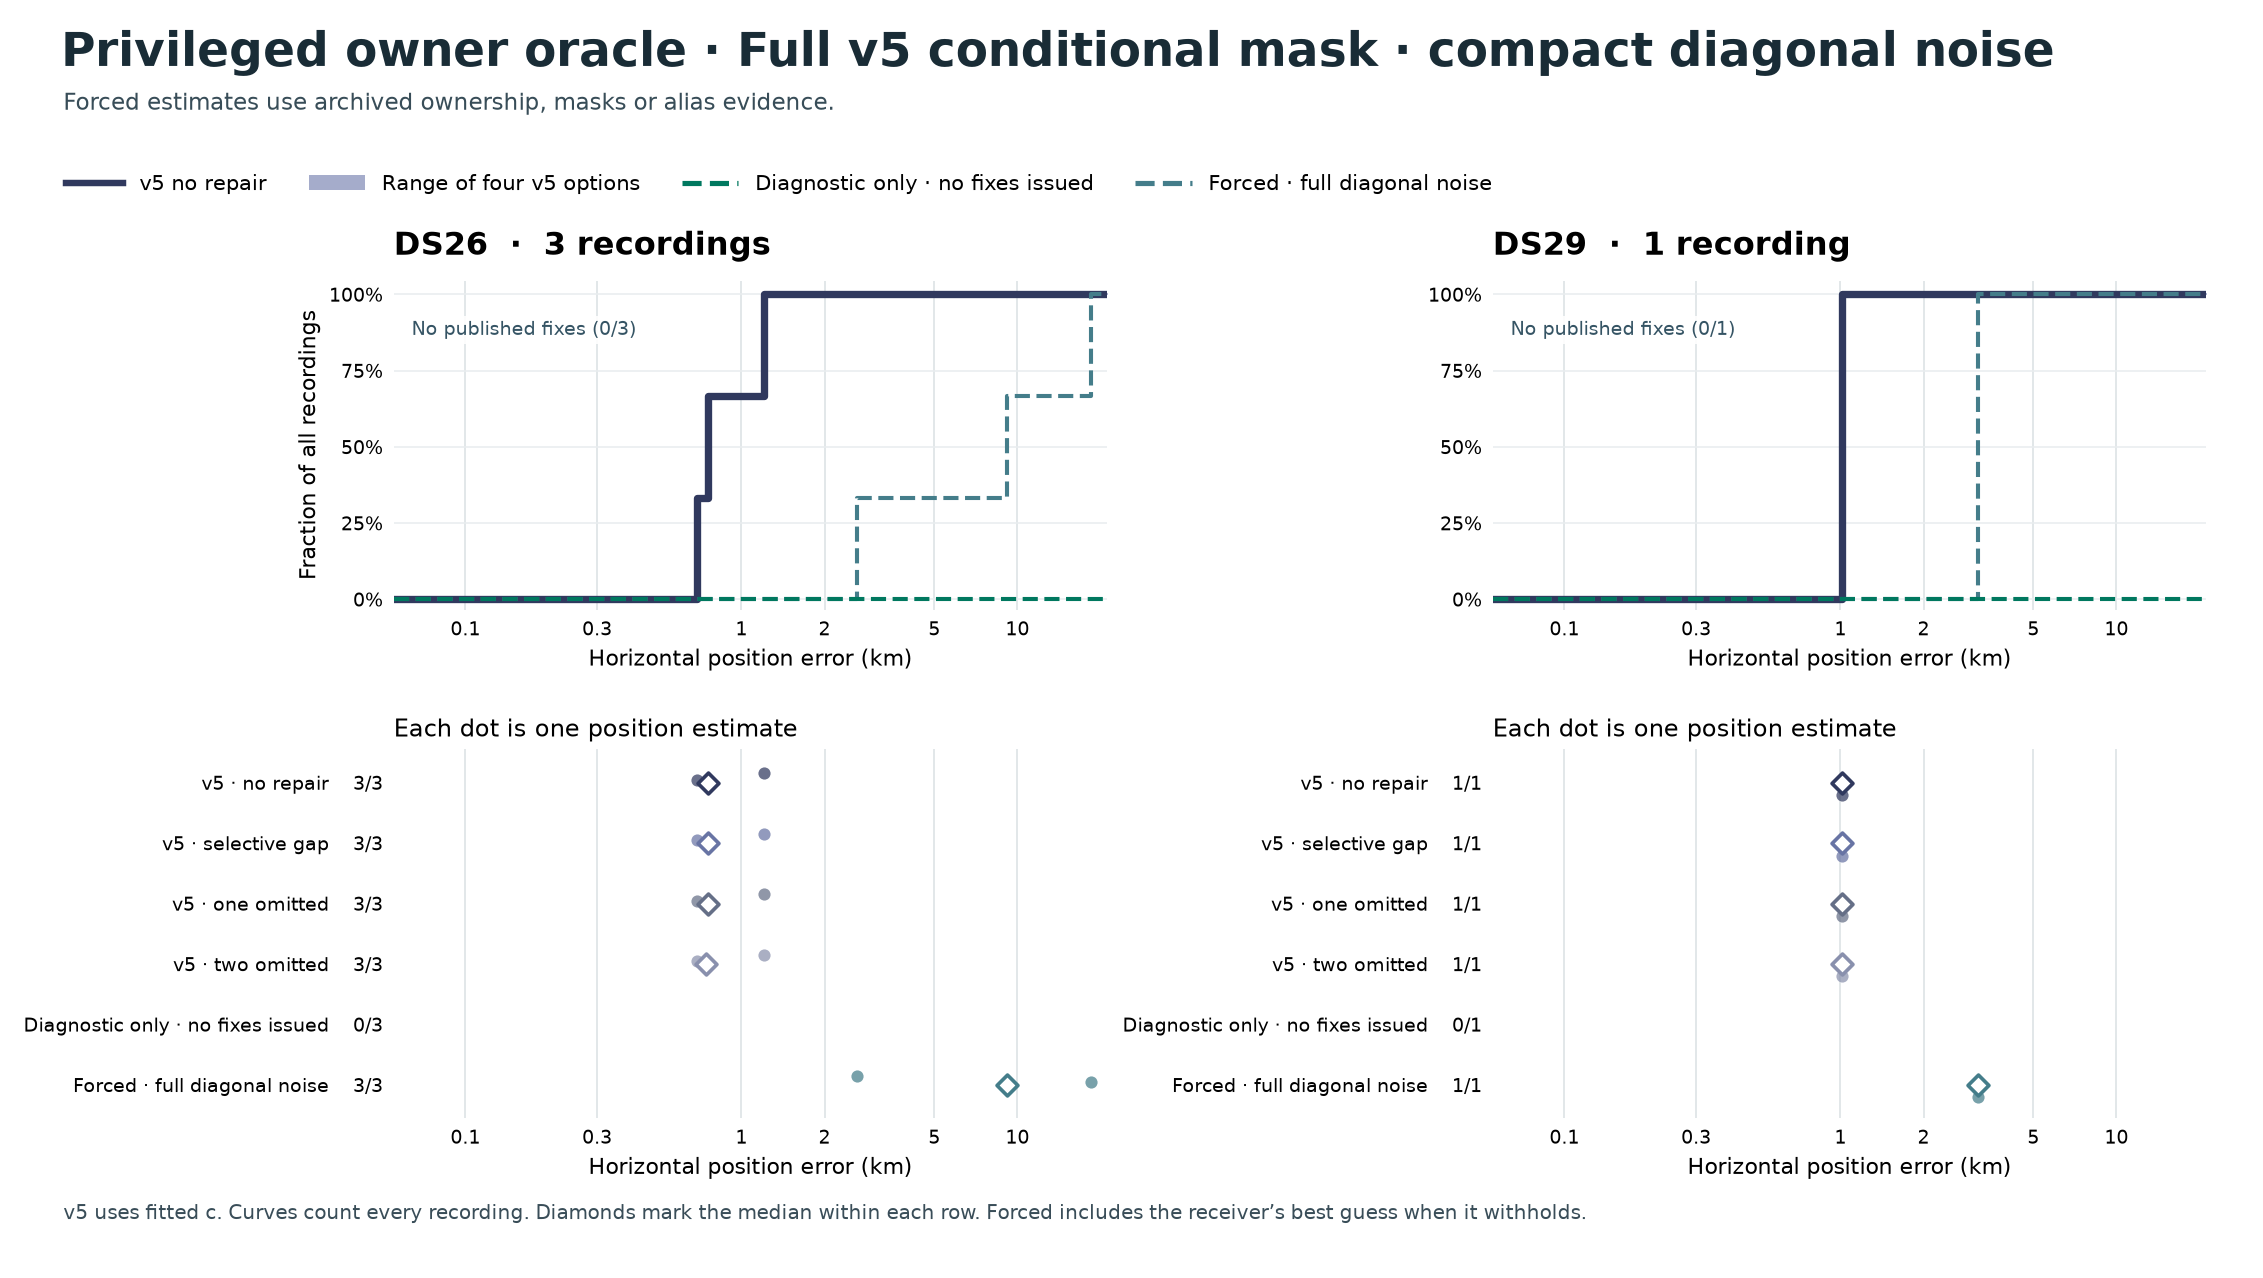 Privileged owner oracle · Full v5 conditional mask · compact diagonal noise
Forced estimates use archived ownership, masks or alias evidence.
v5 no repair
Range of four v5 options
Diagnostic only · no fixes issued
Forced · full diagonal noise
DS26 · 3 recordings
Fraction of all recordings
100%
75%
50%
25%
0%
No published fixes (0/3)
0.1 0.3 1 2 5 10
Horizontal position error (km)
DS29 · 1 recording
100%
75%
50%
25%
0%
No published fixes (0/1)
0.1 0.3 1 2 5 10
Horizontal position error (km)
Each dot is one position estimate
v5 · no repair 3/3
v5 · selective gap 3/3
v5 · one omitted 3/3
v5 · two omitted 3/3
Diagnostic only · no fixes issued 0/3
Forced · full diagonal noise 3/3
0.1 0.3 1 2 5 10
Horizontal position error (km)
Each dot is one position estimate
v5 · no repair 1/1
v5 · selective gap 1/1
v5 · one omitted 1/1
v5 · two omitted 1/1
Diagnostic only · no fixes issued 0/1
Forced · full diagonal noise 1/1
0.1 0.3 1 2 5 10
Horizontal position error (km)
v5 uses fitted c. Curves count every recording. Diamonds mark the median within each row. Forced includes the receiver’s best guess when it withholds.